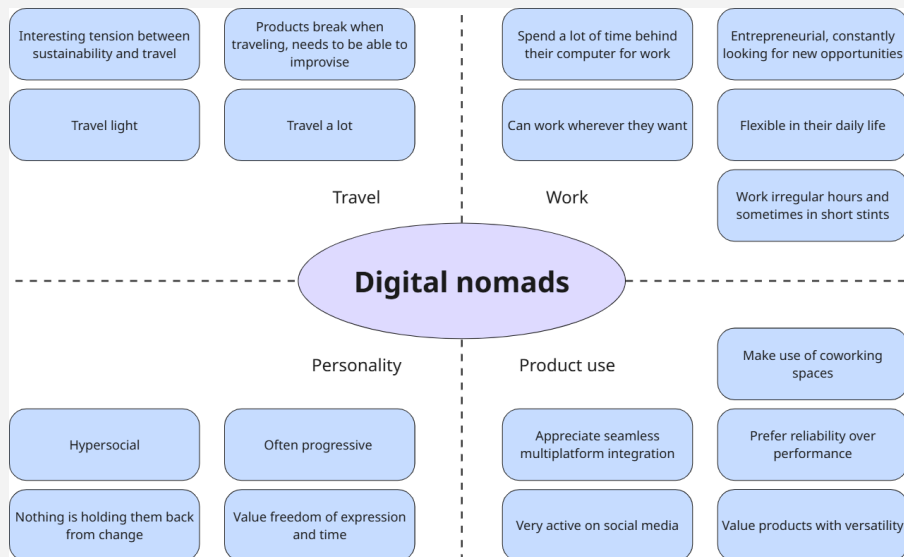 Interesting tension between
sustainability and travel
Products break when
traveling, needs to be able to
improvise
Travel light
Travel a lot
Travel
Spend a lot of time behind
their computer for work
Entrepreneurial, constantly
looking for new opportunities
Can work wherever they want
Flexible in their daily life
Work
Work irregular hours and
sometimes in short stints
Digital nomads
Personality
Hypersocial
Often progressive
Nothing is holding them back
from change
Value freedom of expression
and time
Product use
Make use of coworking
spaces
Appreciate seamless
multiplatform integration
Prefer reliability over
performance
Very active on social media
Value products with versatility